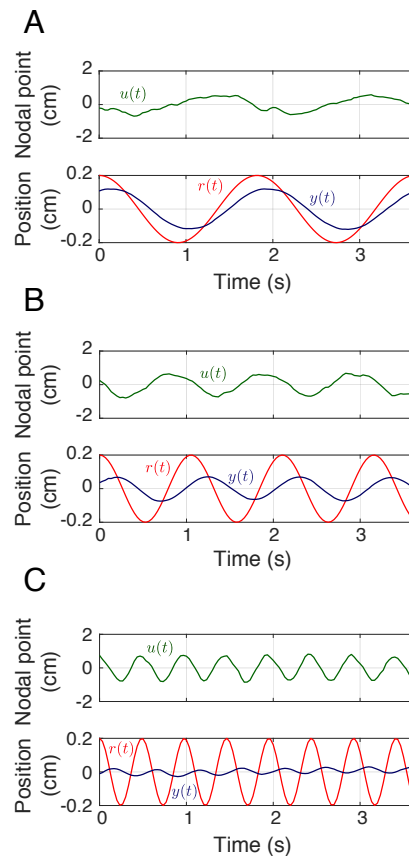 A
Nodal point
(cm)
2
0
-2
u(t)
Position
(cm)
0.2
0
-0.2
r(t)
y(t)
0
1
2
3
Time (s)
B
Nodal point
(cm)
2
0
-2
u(t)
Position
(cm)
0.2
0
-0.2
r(t)
y(t)
0
1
2
3
Time (s)
C
Nodal point
(cm)
2
0
-2
u(t)
Position
(cm)
0.2
0
-0.2
r(t)
y(t)
0
1
2
3
Time (s)